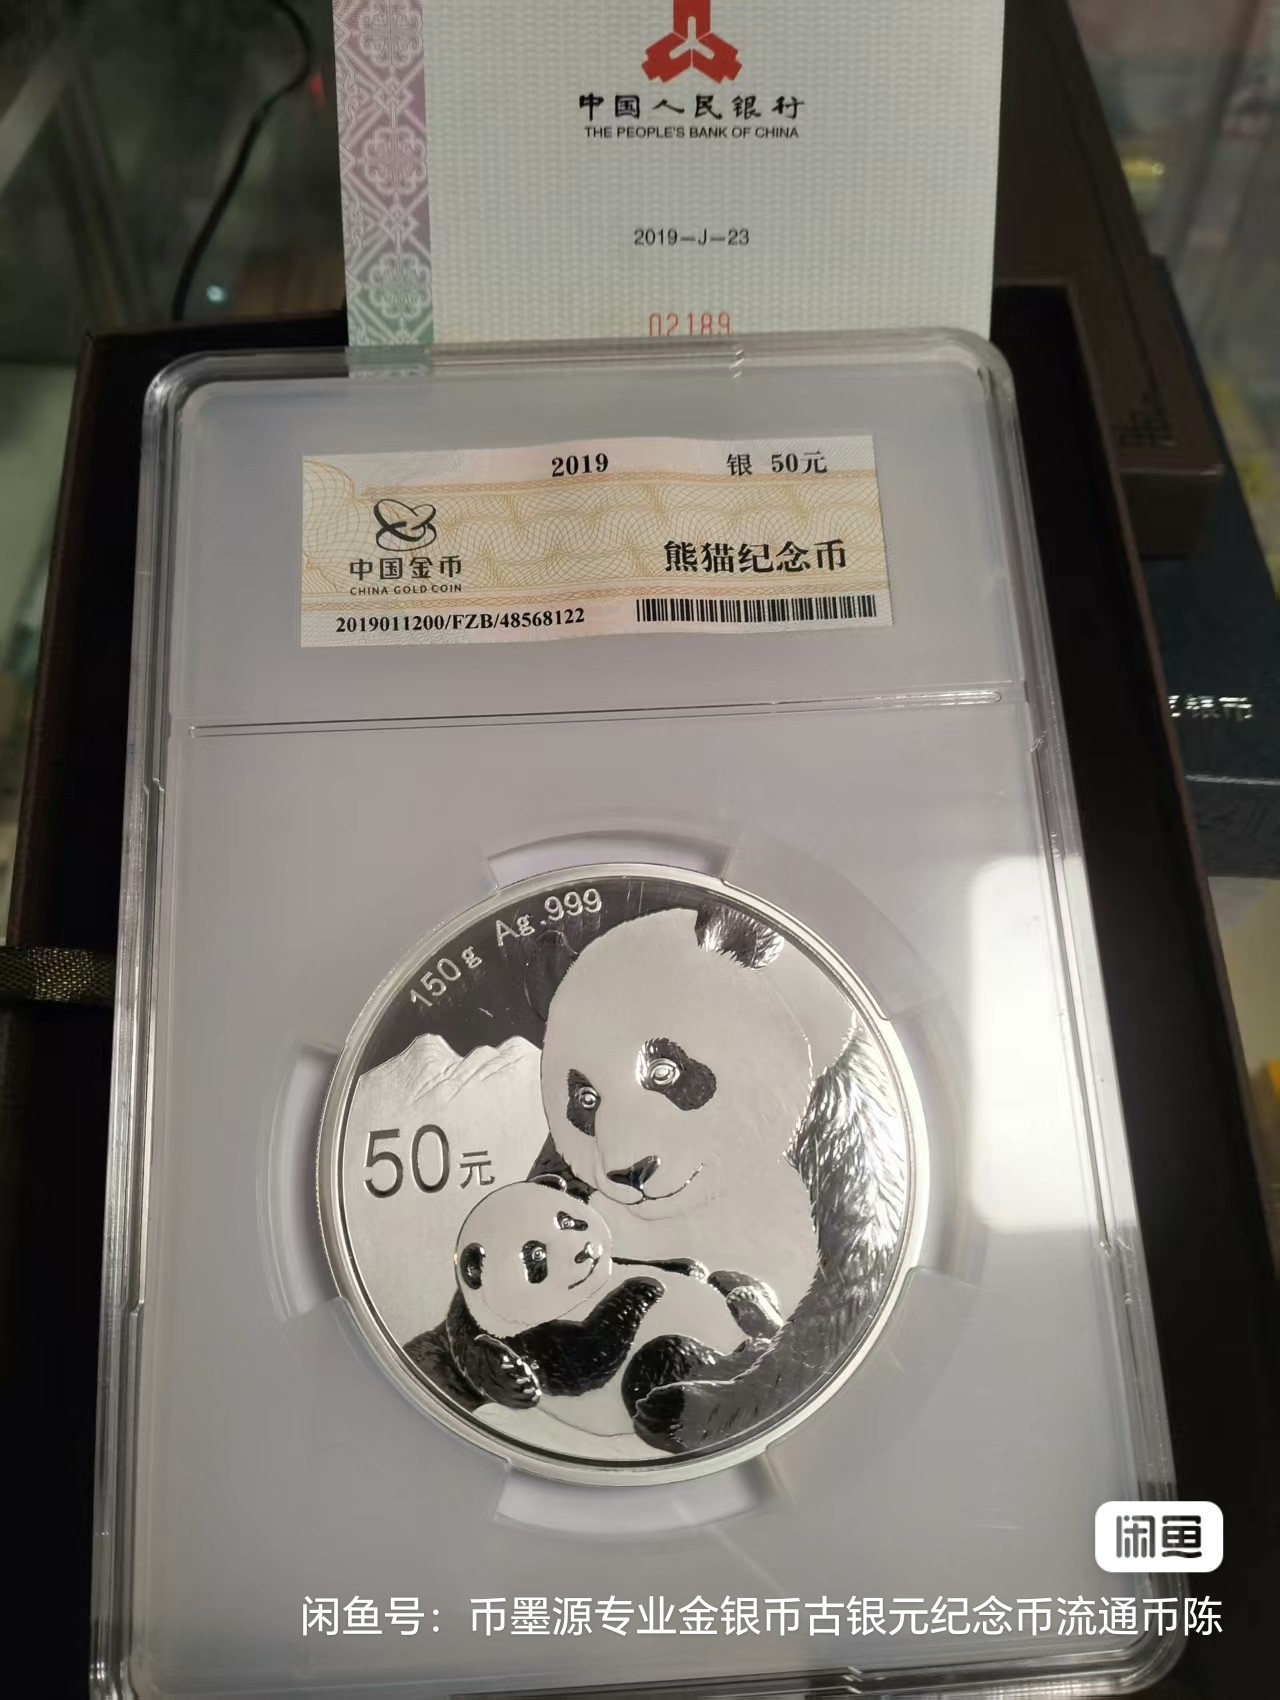 中国人民银行
THE PEOPLE'S BANK OF CHINA
2019-J-23
02189
2019 银 50元
中国金币
CHINA GOLD COIN
熊猫纪念币
2019011200/FZB/48568122
150g Ag.999
50元
闲鱼
闲鱼号：币墨源专业金银币古银元纪念币流通币陈